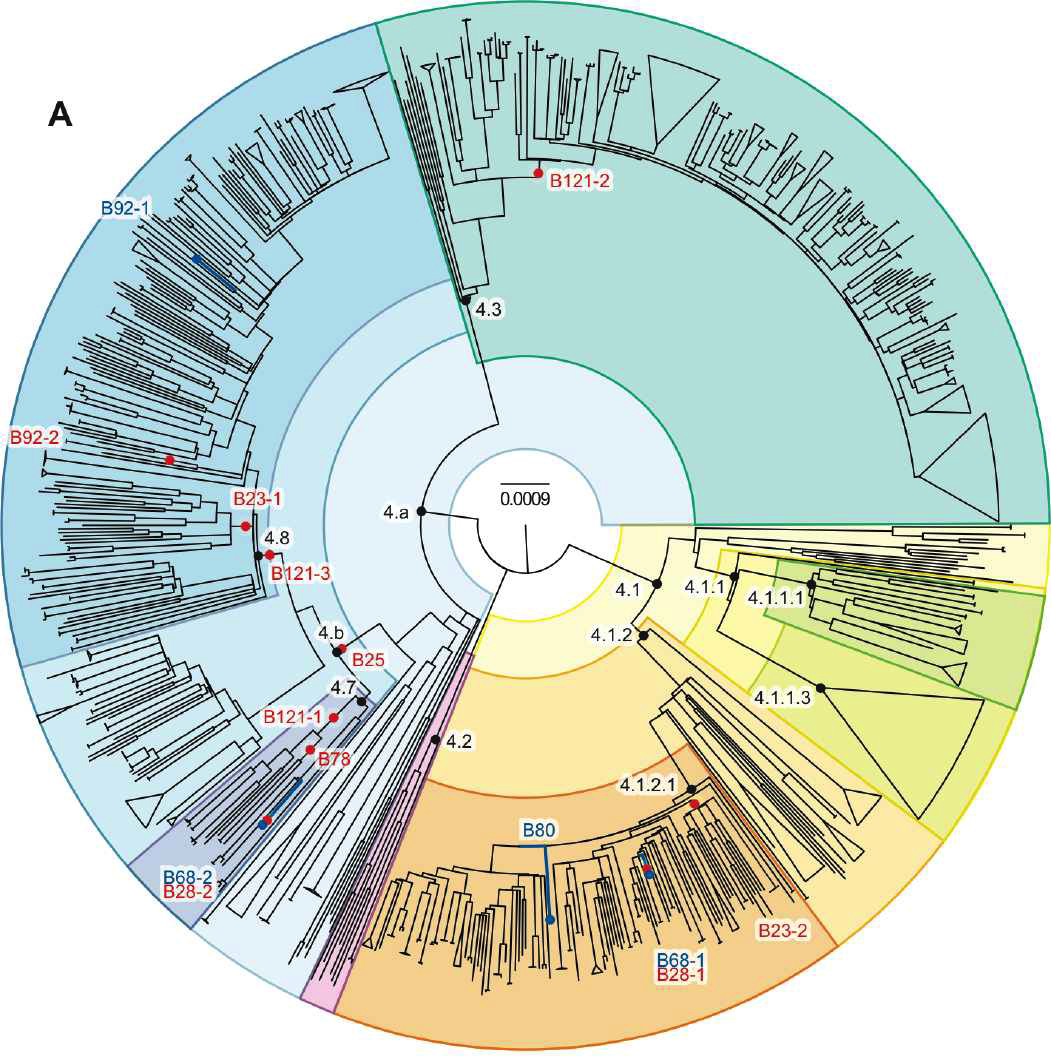 A
B121-2
B92-1
4.3
B92-2
B23-1
0.0009
4.a
4.8
B121-3
4.1
4.1.1
4.1.1.1
4.1.2
4.b
B25
4.7
4.1.1.3
B121-1
4.2
B78
4.1.2.1
B80
B68-2
B28-2
B23-2
B68-1
B28-1